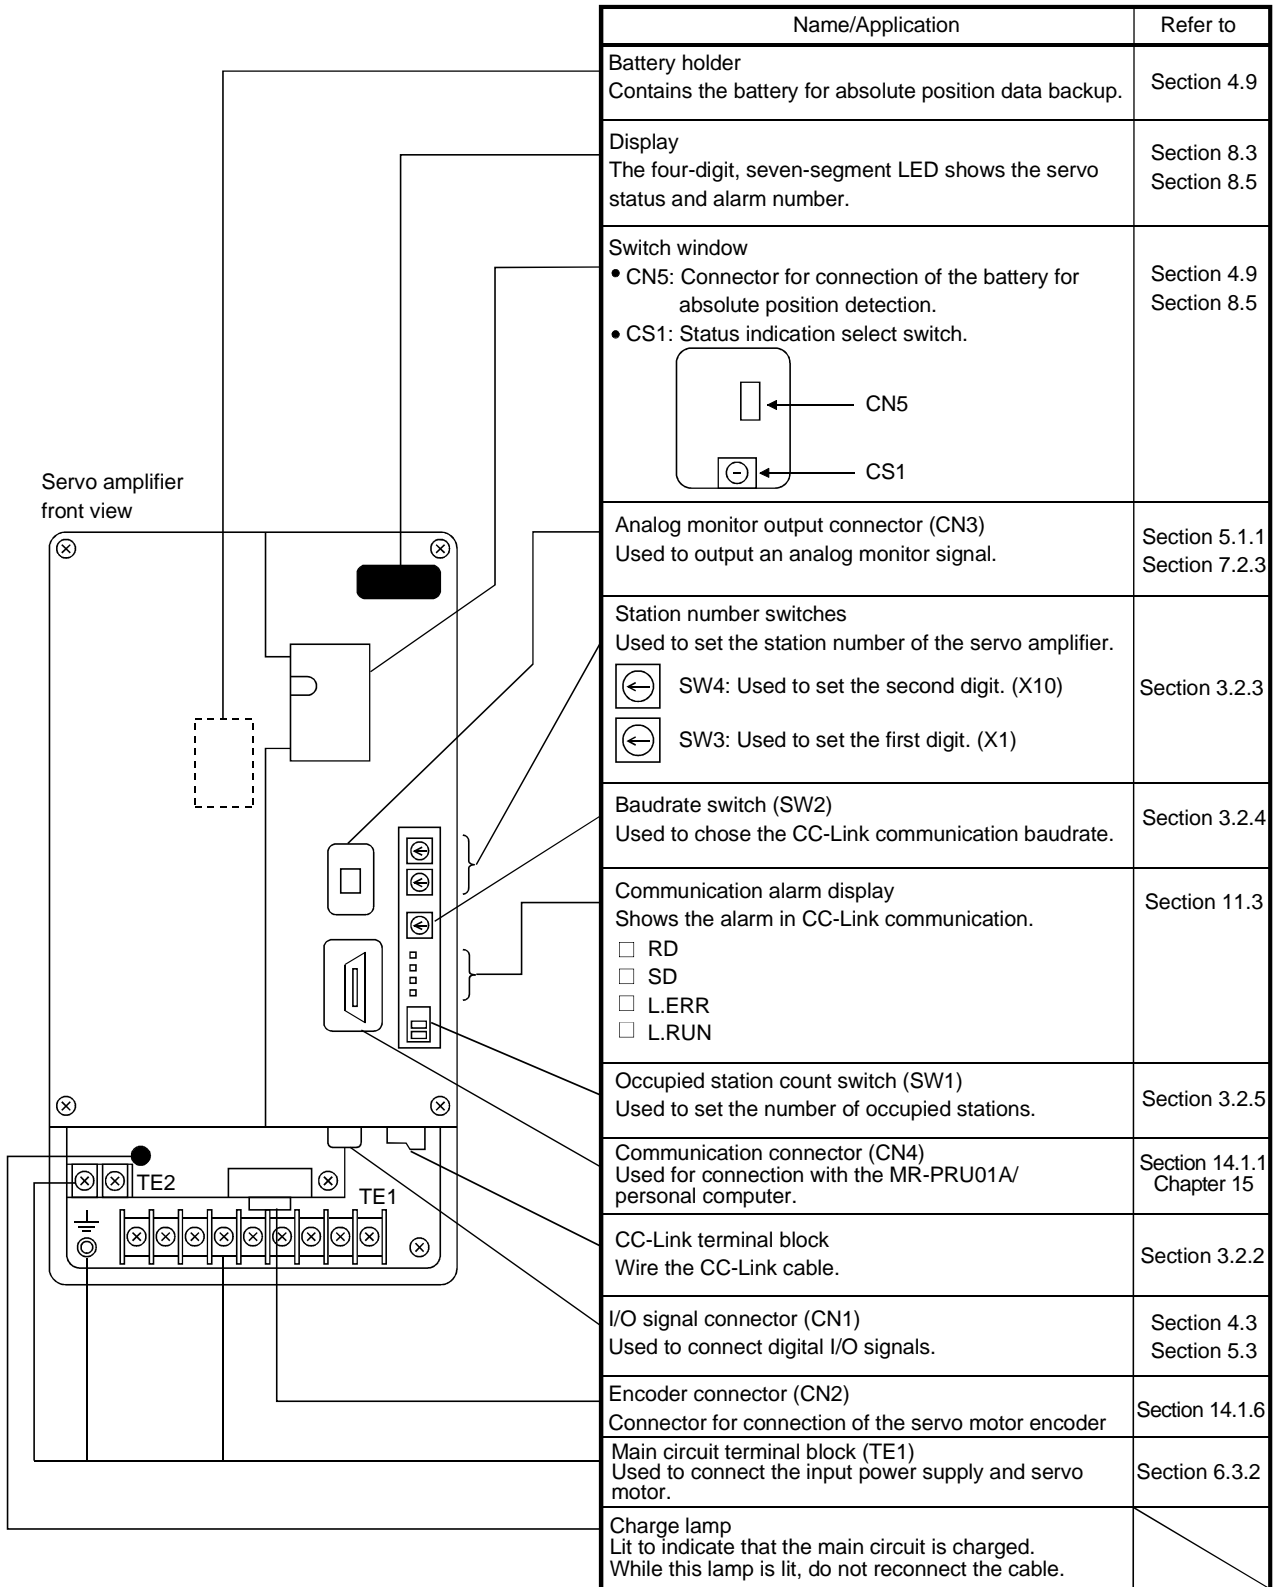 Name/Application
Refer to
Battery holder
Contains the battery for absolute position data backup.
Section 4.9
Display
The four-digit, seven-segment LED shows the servo
status and alarm number.
Section 8.3
Section 8.5
Switch window
• CN5: Connector for connection of the battery for
absolute position detection.
• CS1: Status indication select switch.
Section 4.9
Section 8.5
CN5
CS1
Servo amplifier
front view
Analog monitor output connector (CN3)
Used to output an analog monitor signal.
Section 5.1.1
Section 7.2.3
Station number switches
Used to set the station number of the servo amplifier.
SW4: Used to set the second digit. (X10)
SW3: Used to set the first digit. (X1)
Section 3.2.3
Baudrate switch (SW2)
Used to chose the CC-Link communication baudrate.
Section 3.2.4
Communication alarm display
Shows the alarm in CC-Link communication.
□ RD
□ SD
□ L.ERR
□ L.RUN
Section 11.3
Occupied station count switch (SW1)
Used to set the number of occupied stations.
Section 3.2.5
Communication connector (CN4)
Used for connection with the MR-PRU01A/
personal computer.
Section 14.1.1
Chapter 15
TE2
TE1
CC-Link terminal block
Wire the CC-Link cable.
Section 3.2.2
I/O signal connector (CN1)
Used to connect digital I/O signals.
Section 4.3
Section 5.3
Encoder connector (CN2)
Connector for connection of the servo motor encoder
Section 14.1.6
Main circuit terminal block (TE1)
Used to connect the input power supply and servo
motor.
Section 6.3.2
Charge lamp
Lit to indicate that the main circuit is charged.
While this lamp is lit, do not reconnect the cable.